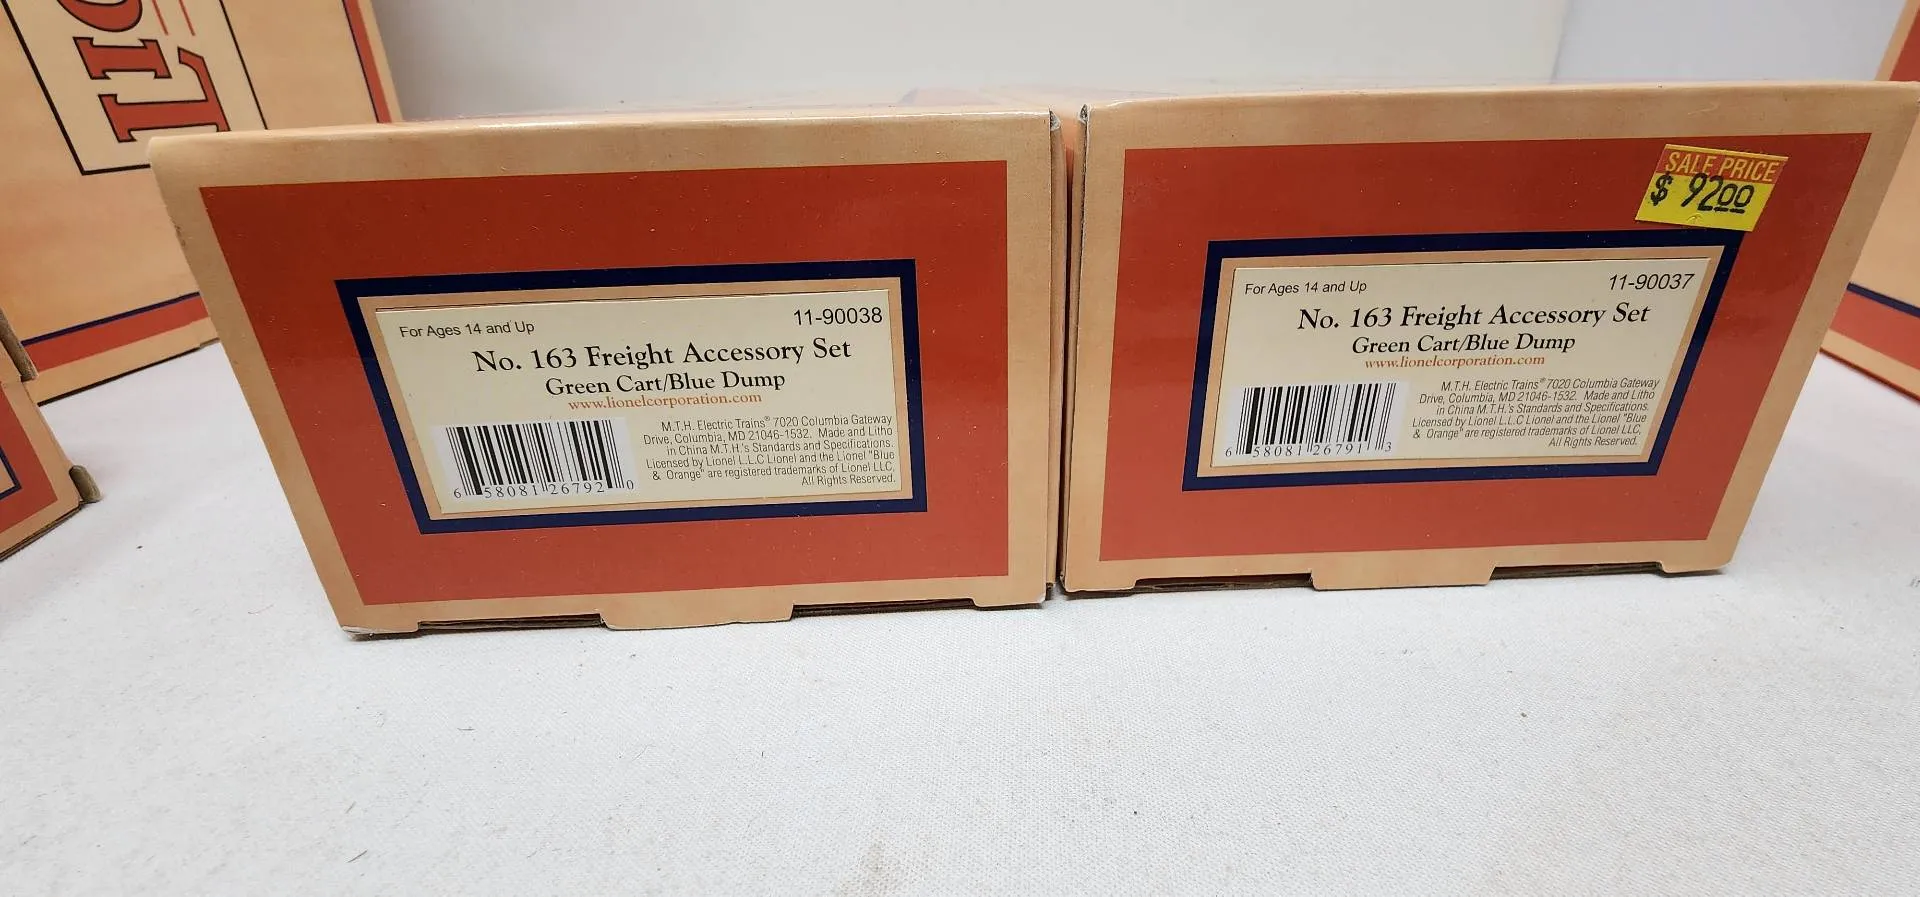 LIO
For Ages 14 and Up
11-90038
No. 163 Freight Accessory Set
Green Cart/Blue Dump
www.lionelcorporation.com
M.T.H. Electric Trains® 7020 Columbia Gateway
Drive, Columbia, MD 21046-1532. Made and Litho
in China M.T.H.'s Standards and Specifications.
Licensed by Lionel L.L.C Lionel and the Lionel "Blue
& Orange" are registered trademarks of Lionel LLC,
All Rights Reserved.
6 58081 26792 0
SALE PRICE
$ 9200
For Ages 14 and Up
11-90037
No. 163 Freight Accessory Set
Green Cart/Blue Dump
www.lionelcorporation.com
M.T.H. Electric Trains® 7020 Columbia Gateway
Drive, Columbia, MD 21046-1532. Made and Litho
in China M.T.H.'s Standards and Specifications.
Licensed by Lionel L.L.C Lionel and the Lionel "Blue
& Orange" are registered trademarks of Lionel LLC,
All Rights Reserved.
6 58081 26791 3